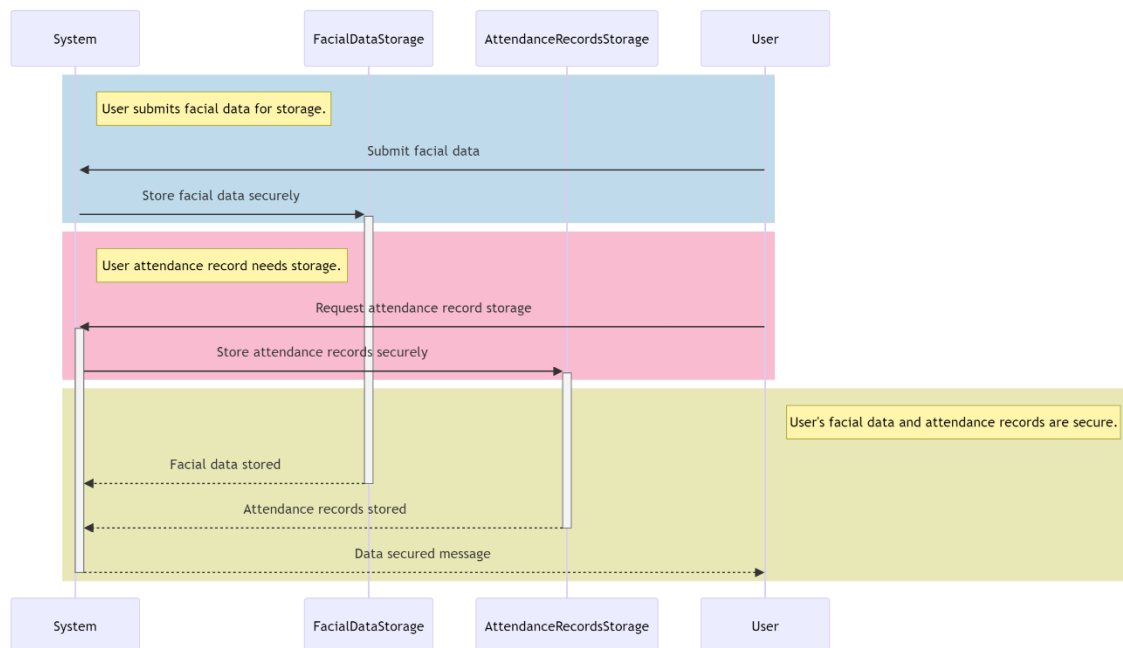 System
FacialDataStorage
AttendanceRecordsStorage
User
User submits facial data for storage.
Submit facial data
Store facial data securely
User attendance record needs storage.
Request attendance record storage
Store attendance records securely
User's facial data and attendance records are secure.
Facial data stored
Attendance records stored
Data secured message
System
FacialDataStorage
AttendanceRecordsStorage
User